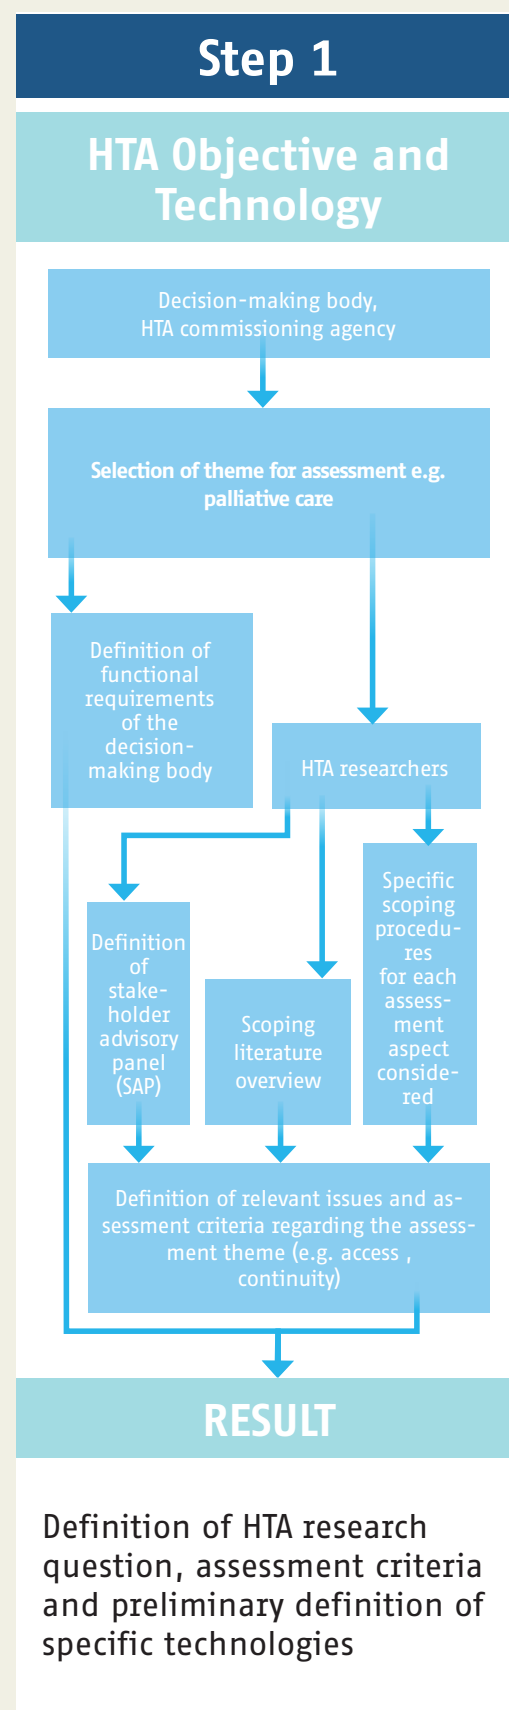 Step 1
HTA Objective and
Technology
Decision-making body,
HTA commissioning agency
Selection of theme for assessment e.g.
palliative care
Definition of
functional
requirements
of the
decision-
making body
HTA researchers
Definition
of
stake-
holder
advisory
panel
(SAP)
Scoping
literature
overview
Specific
scoping
procedu-
res
for each
assess-
ment
aspect
conside-
red
Definition of relevant issues and as-
sessment criteria regarding the assess-
ment theme (e.g. access ,
continuity)
RESULT
Definition of HTA research
question, assessment criteria
and preliminary definition of
specific technologies